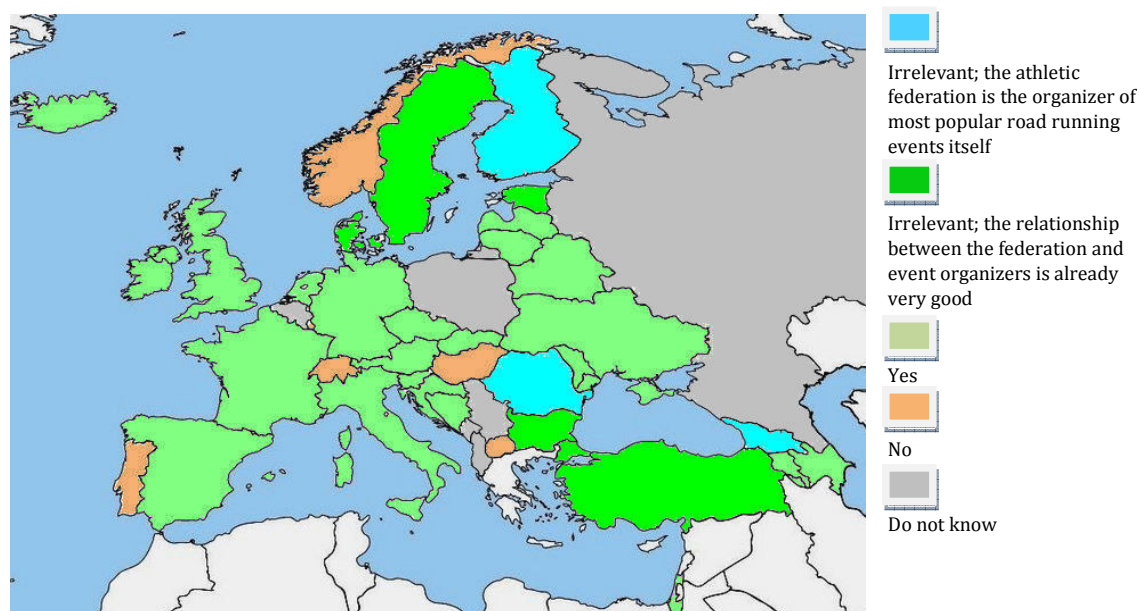 Irrelevant; the athletic
federation is the organizer of
most popular road running
events itself
Irrelevant; the relationship
between the federation and
event organizers is already
very good
Yes
No
Do not know